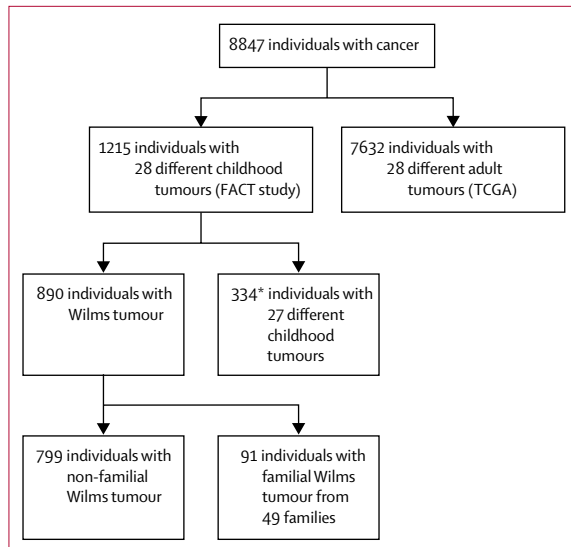 8847 individuals with cancer
1215 individuals with
28 different childhood
tumours (FACT study)
7632 individuals with
28 different adult
tumours (TCGA)
890 individuals with
Wilms tumour
334* individuals with
27 different
childhood
tumours
799 individuals with
non-familial
Wilms tumour
91 individuals with
familial Wilms
tumour from
49 families